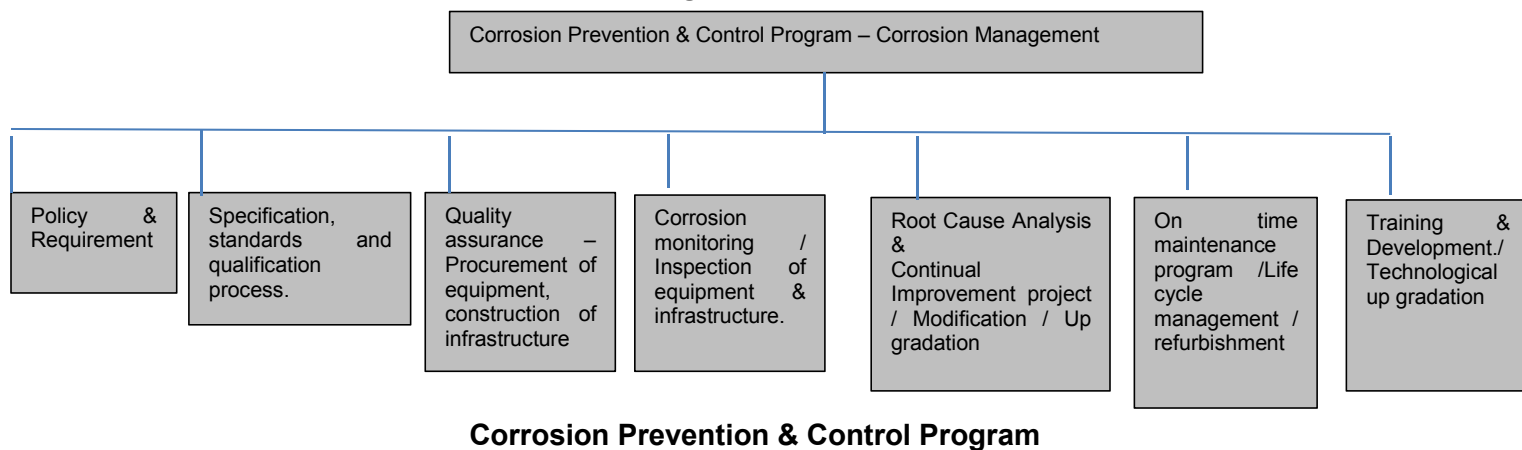 Corrosion Prevention & Control Program – Corrosion Management
Policy &
Requirement
Specification,
standards and
qualification
process.
Quality
assurance –
Procurement of
equipment,
construction of
infrastructure
Corrosion
monitoring /
Inspection of
equipment &
infrastructure.
Root Cause Analysis
&
Continual
Improvement project
/ Modification / Up
gradation
On time
maintenance
program /Life
cycle
management /
refurbishment
Training &
Development./
Technological
up gradation
Corrosion Prevention & Control Program